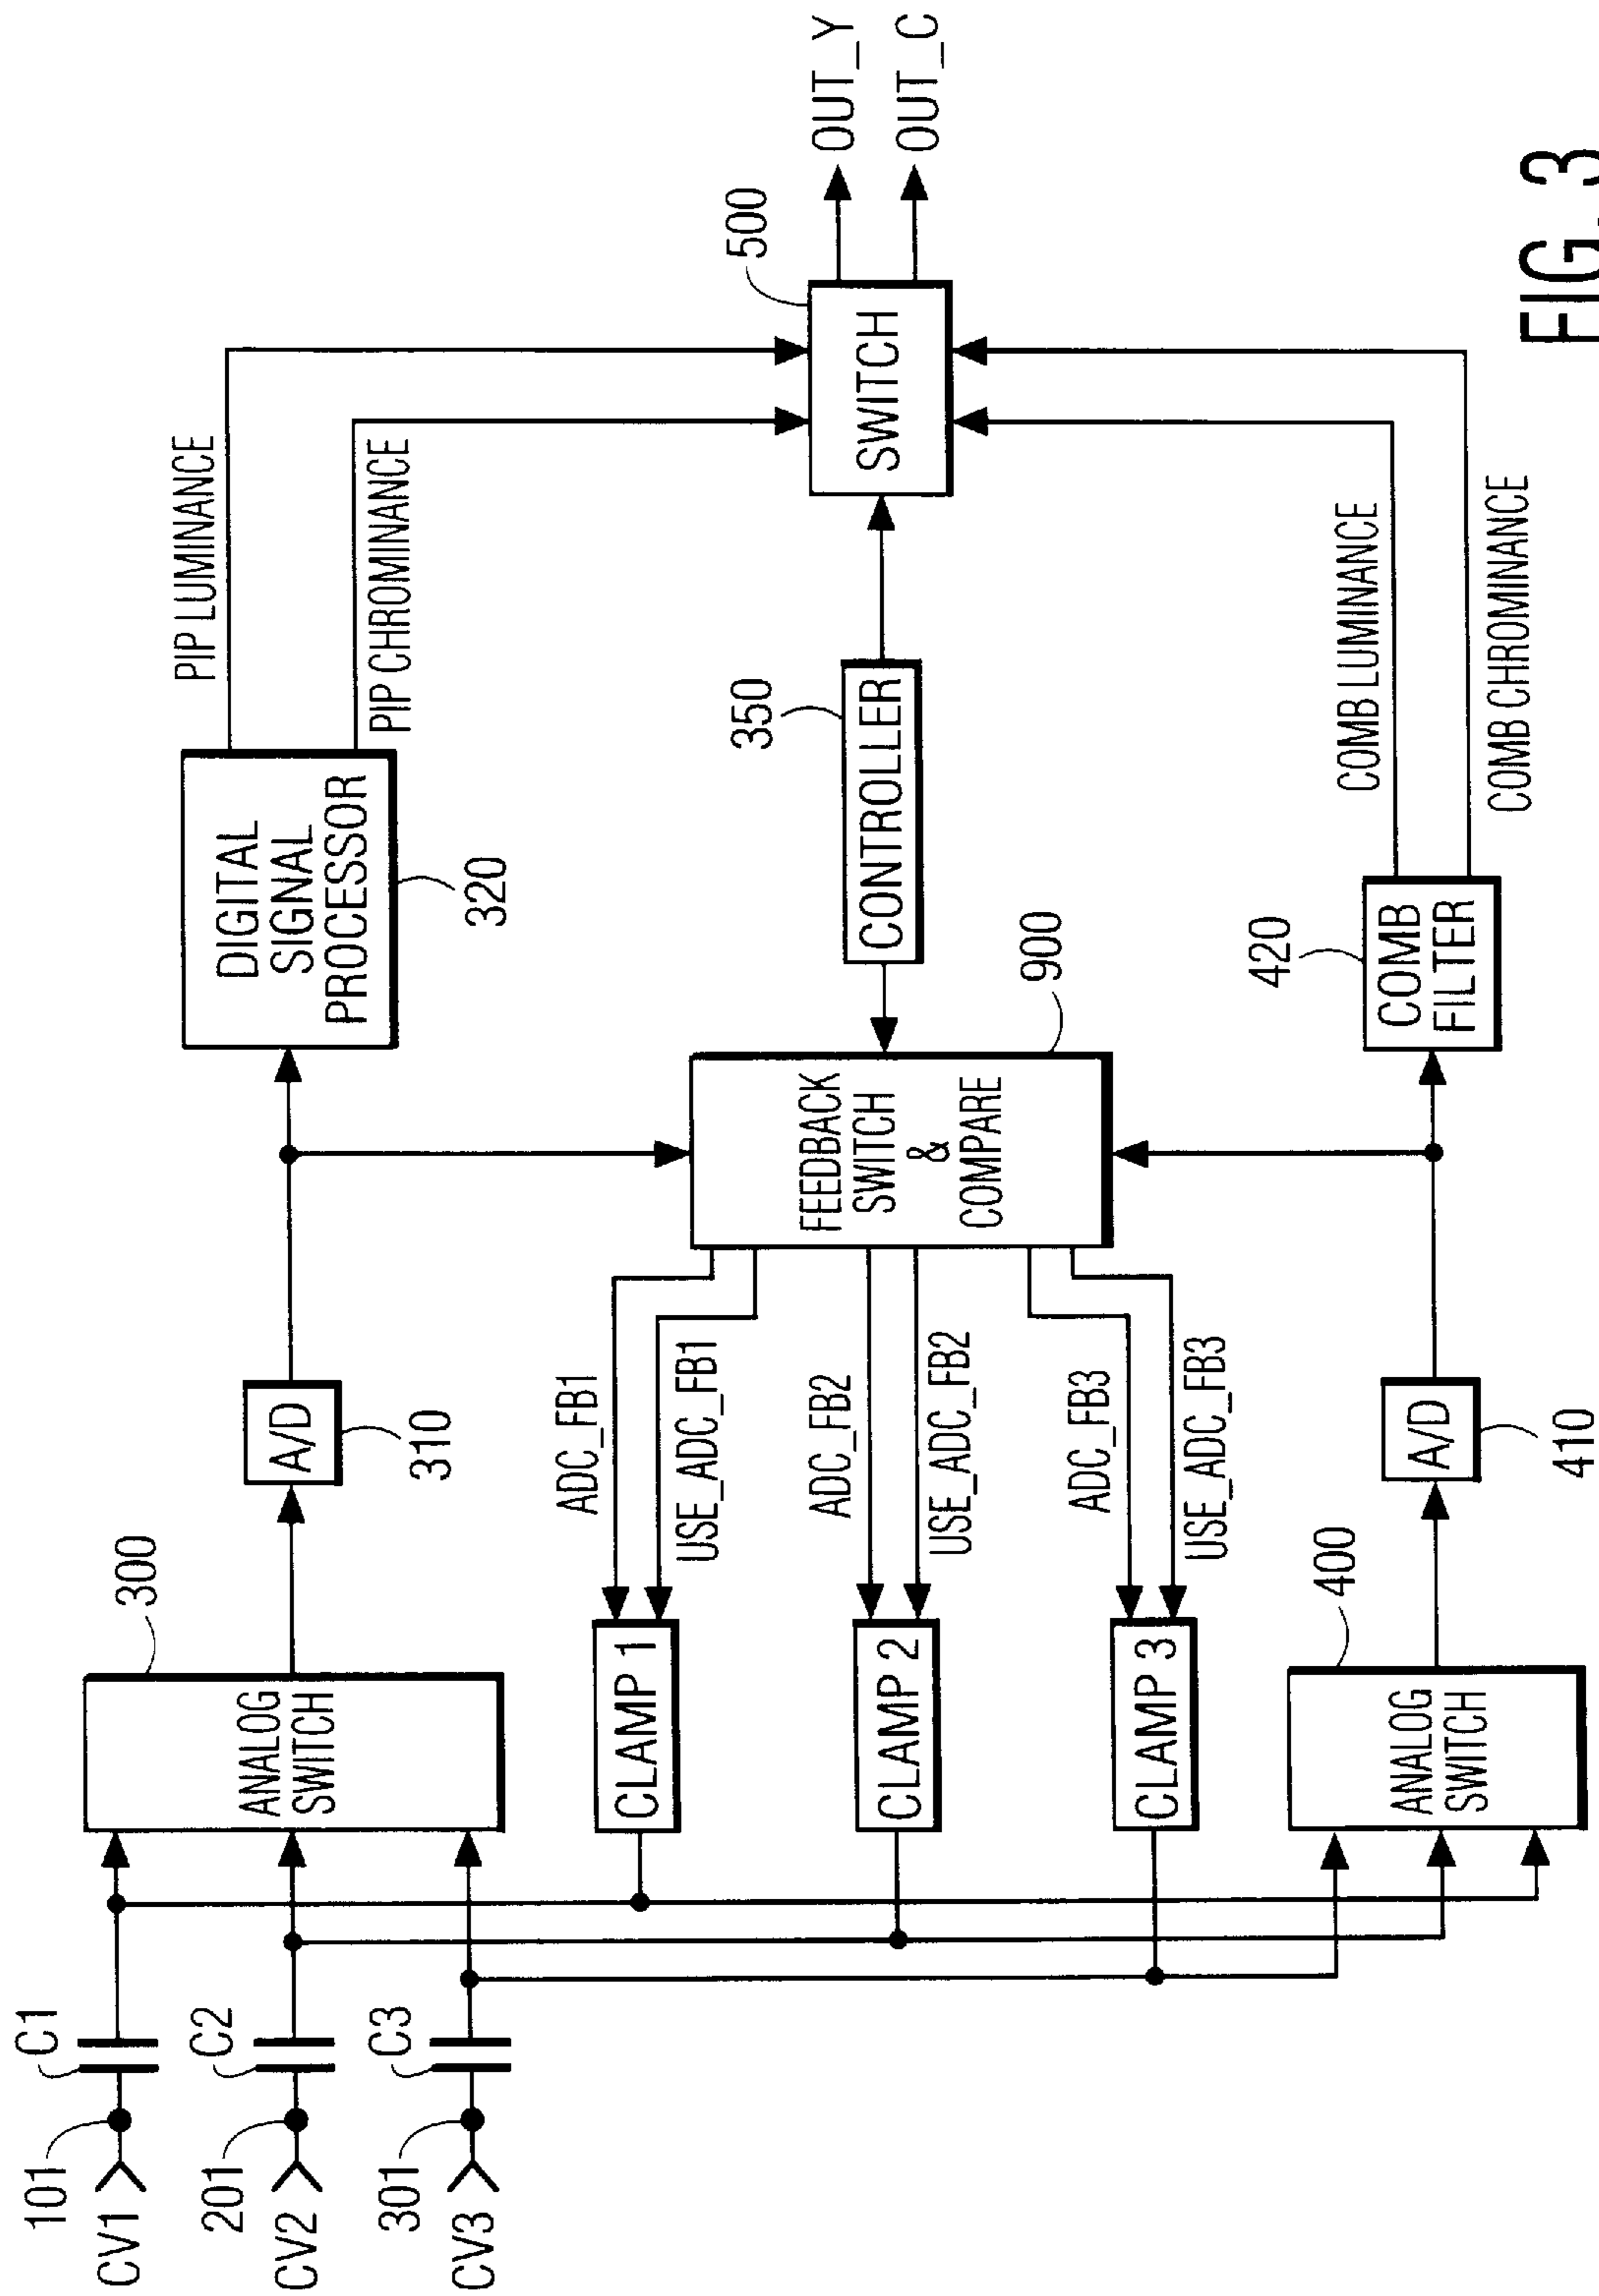 101
CV1
C1
201
CV2
C2
301
CV3
C3
300
ANALOG
SWITCH
A/D
310
DIGITAL
SIGNAL
PROCESSOR
320
PIP LUMINANCE
PIP CHROMINANCE
CLAMP 1
ADC_FB1
USE_ADC_FB1
CLAMP 2
ADC_FB2
USE_ADC_FB2
CLAMP 3
ADC_FB3
USE_ADC_FB3
FEEDBACK
SWITCH
&
COMPARE
900
350
CONTROLLER
500
SWITCH
OUT_Y
OUT_C
400
ANALOG
SWITCH
A/D
410
420
COMB
FILTER
COMB LUMINANCE
COMB CHROMINANCE
FIG. 3